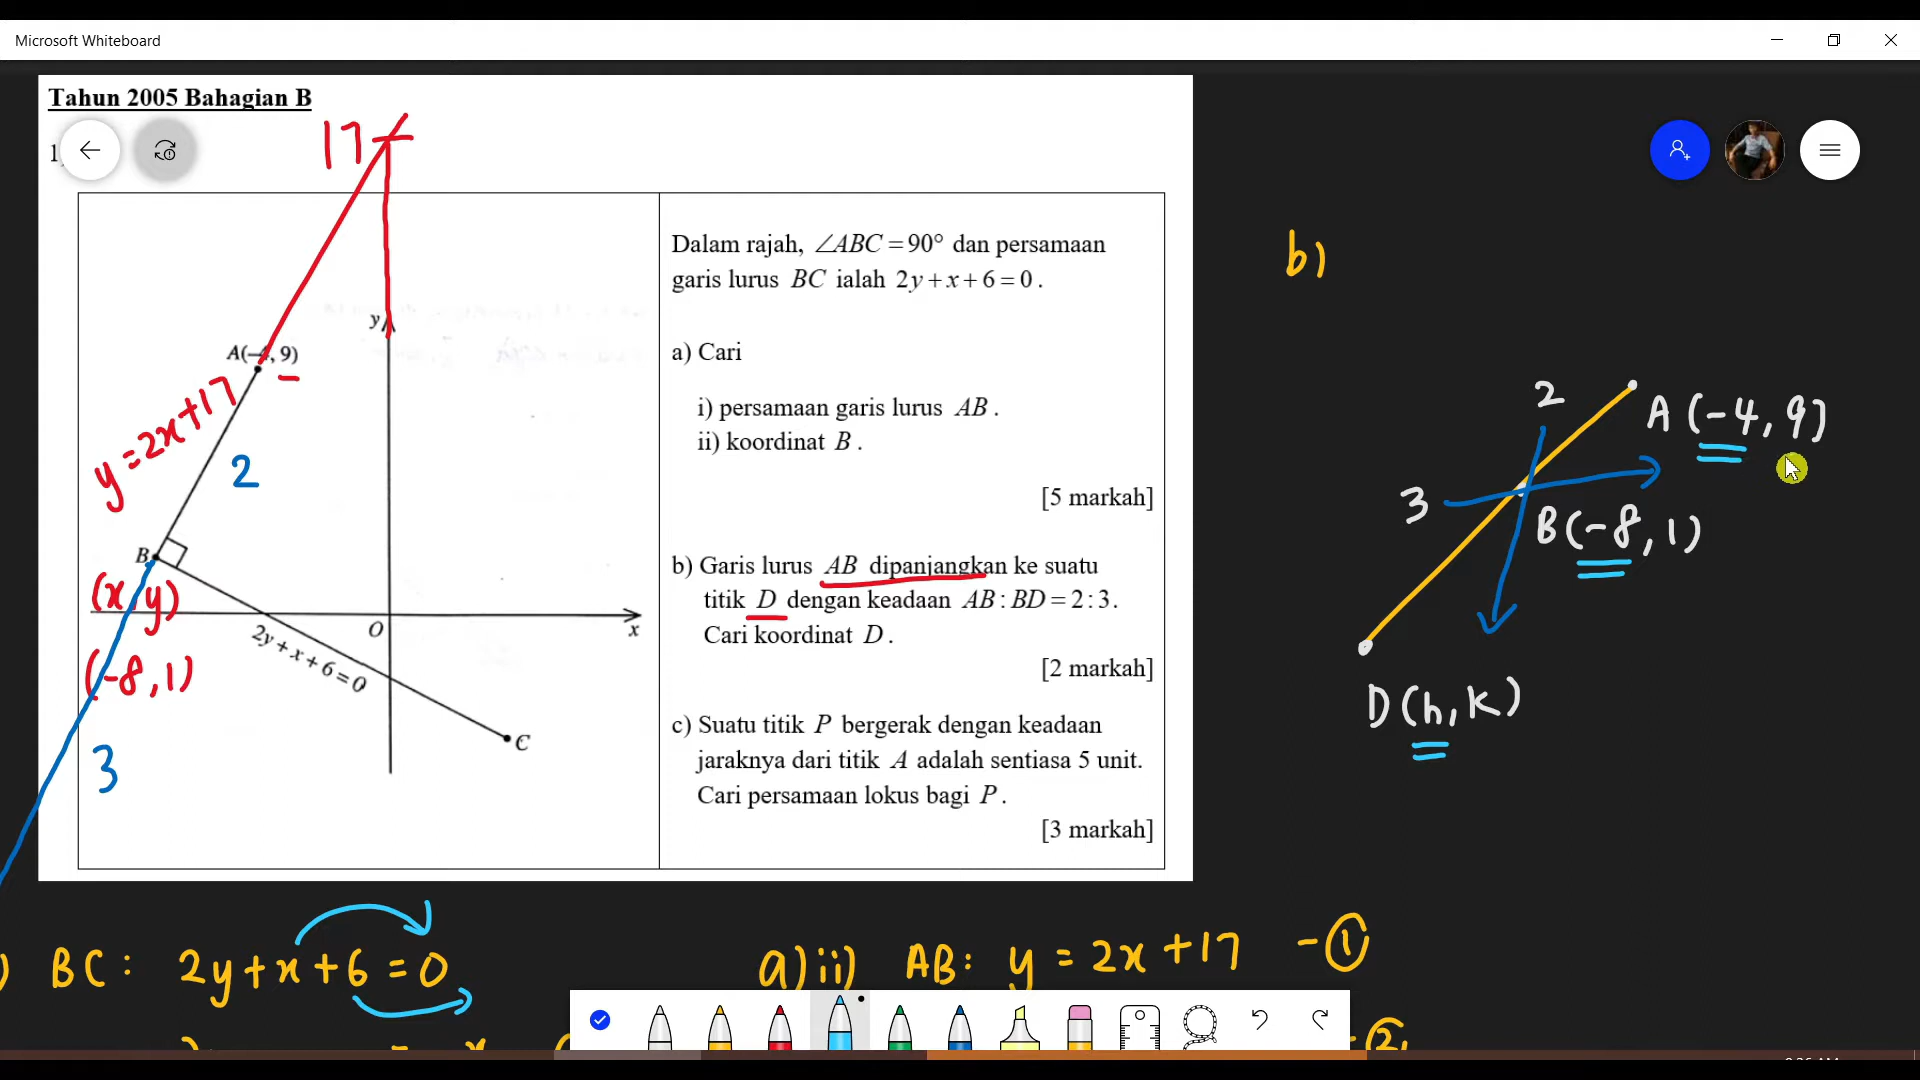 Microsoft Whiteboard
Tahun 2005 Bahagian B
1
17
y
A(–4, 9)
y = 2x + 17
2
B
(x, y)
(-8, 1)
3
O
x
2y + x + 6 = 0
C
Dalam rajah, ∠ABC = 90° dan persamaan
garis lurus BC ialah 2y + x + 6 = 0 .
a) Cari
i) persamaan garis lurus AB .
ii) koordinat B .
[5 markah]
b) Garis lurus AB dipanjangkan ke suatu
titik D dengan keadaan AB : BD = 2 : 3 .
Cari koordinat D .
[2 markah]
c) Suatu titik P bergerak dengan keadaan
jaraknya dari titik A adalah sentiasa 5 unit.
Cari persamaan lokus bagi P .
[3 markah]
b)
2
A (-4, 9)
3
B (-8, 1)
D (h, k)
) BC : 2y + x + 6 = 0
a) ii) AB: y = 2x + 17 - ①
- ②